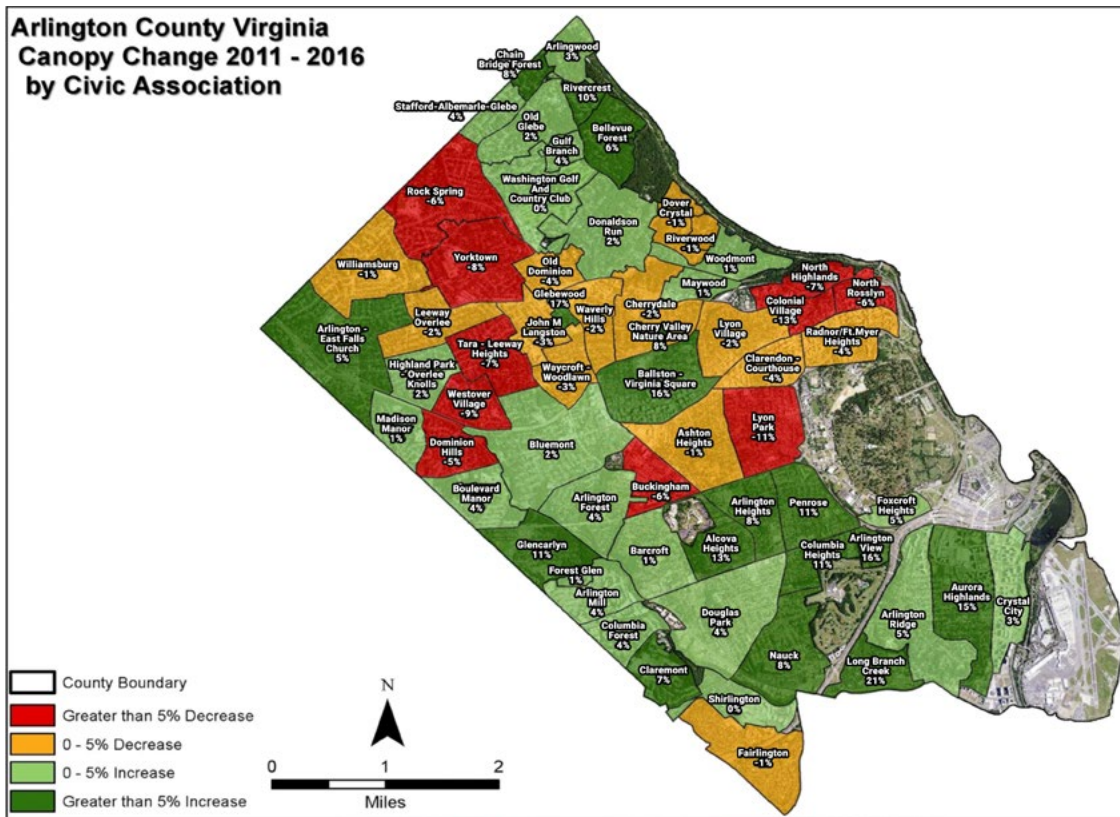 Arlington County Virginia
Canopy Change 2011 - 2016
by Civic Association
Arlingwood
3%
Chain
Bridge Forest
8%
Rivercrest
10%
Stafford-Albemarle-Glebe
4%
Old
Glebe
2%
Bellevue
Forest
6%
Gulf
Branch
4%
Rock Spring
-6%
Washington Golf
And
Country Club
0%
Donaldson
Run
2%
Dover
Crystal
-1%
Riverwood
-1%
Woodmont
1%
Williamsburg
-1%
Yorktown
-8%
Old
Dominion
-4%
Glebewood
17%
Waverly
Hills
-2%
Cherrydale
-2%
Maywood
1%
North
Highlands
-7%
North
Rosslyn
-6%
Colonial
Village
-13%
Arlington -
East Falls
Church
5%
Leeway
Overlee
-2%
John M
Langston
-3%
Cherry Valley
Nature Area
8%
Lyon
Village
-2%
Radnor/Ft.Myer
Heights
-4%
Highland Park
- Overlee
Knolls
2%
Tara - Leeway
Heights
-7%
Waycroft -
Woodlawn
-3%
Ballston -
Virginia Square
16%
Clarendon -
Courthouse
-4%
Westover
Village
-9%
Madison
Manor
1%
Dominion
Hills
-5%
Bluemont
2%
Ashton
Heights
-1%
Lyon
Park
-11%
Boulevard
Manor
4%
Buckingham
-6%
Arlington
Forest
4%
Arlington
Heights
8%
Penrose
11%
Foxcroft
Heights
5%
Glencarlyn
11%
Barcroft
1%
Alcova
Heights
13%
Columbia
Heights
11%
Arlington
View
16%
Forest Glen
1%
Arlington
Mill
4%
Columbia
Forest
4%
Douglas
Park
4%
Arlington
Ridge
5%
Aurora
Highlands
15%
Crystal
City
3%
Claremont
7%
Nauck
8%
Long Branch
Creek
21%
Shirlington
0%
Fairlington
-1%
County Boundary
Greater than 5% Decrease
0 - 5% Decrease
0 - 5% Increase
Greater than 5% Increase
N
0 1 2
Miles